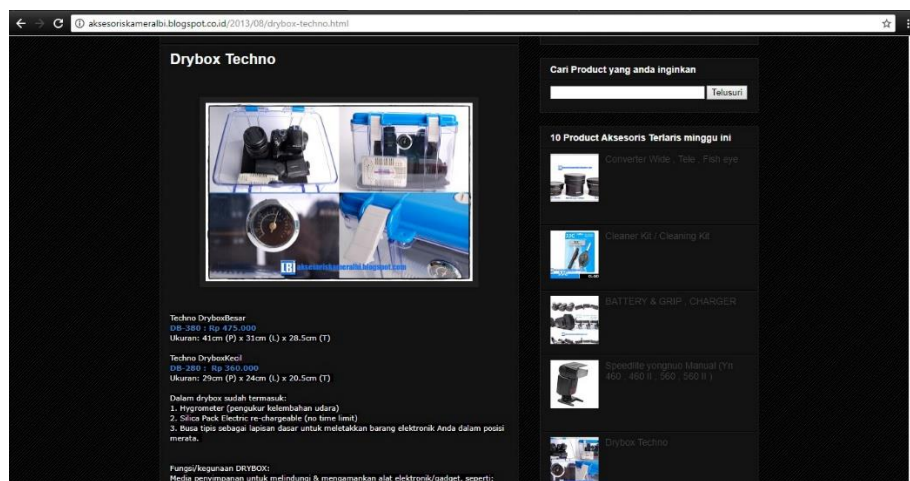 aksesoriskameralbi.blogspot.co.id/2013/08/drybox-techno.html
Drybox Techno
LBI aksesoriskameralbi.blogspot.com
Techno DryboxBesar
DB-380 : Rp 475.000
Ukuran: 41cm (P) x 31cm (L) x 28.5cm (T)
Techno DryboxKecil
DB-280 : Rp 360.000
Ukuran: 29cm (P) x 24cm (L) x 20.5cm (T)
Dalam drybox sudah termasuk:
1. Hygrometer (pengukur kelembahan udara)
2. Silica Pack Electric re-chargeable (no time limit)
3. Busa tipis sebagai lapisan dasar untuk meletakkan barang elektronik Anda dalam posisi
merata.
Fungsi/kegunaan DRYBOX:
Media penyimpanan untuk melindungi & mengamankan alat elektronik/gadget, seperti:
Cari Product yang anda inginkan
Telusuri
10 Product Aksesoris Terlaris minggu ini
Converter Wide , Tele , Fish eye
Cleaner Kit / Cleaning Kit
BATTERY & GRIP , CHARGER
Speedlite yongnuo Manual (Yn
460 , 460 II , 560 , 560 II )
Drybox Techno